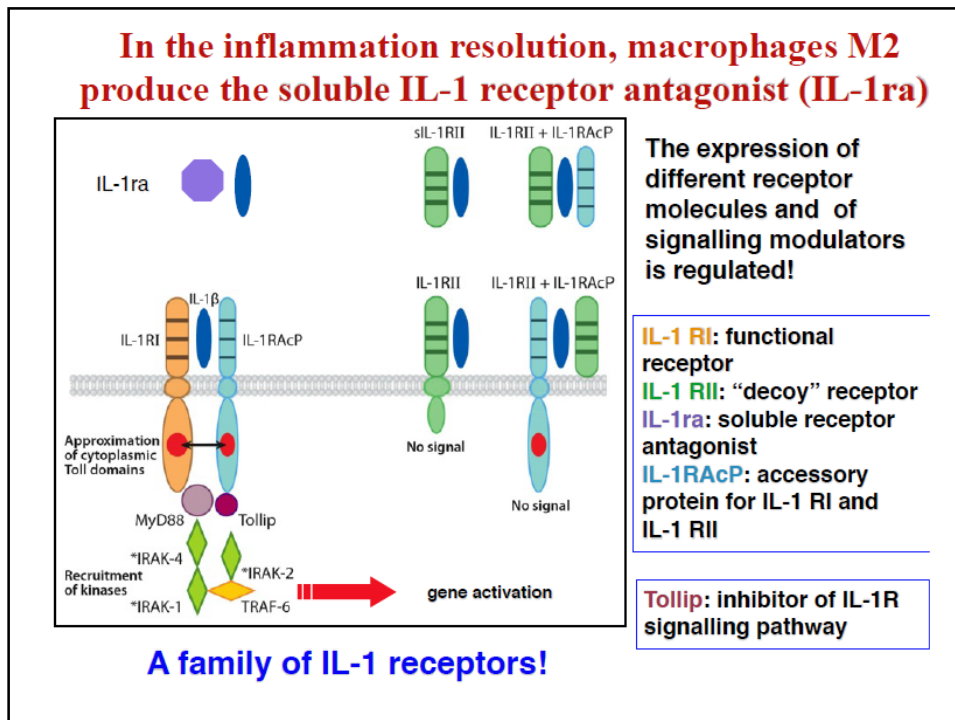 In the inflammation resolution, macrophages M2
produce the soluble IL-1 receptor antagonist (IL-1ra)
IL-1ra
sIL-1RII
IL-1RII + IL-1RAcP
IL-1β
IL-1RI
IL-1RAcP
IL-1RII
IL-1RII + IL-1RAcP
Approximation
of cytoplasmic
Toll domains
No signal
No signal
MyD88
Tollip
*IRAK-4
*IRAK-2
Recruitment
of kinases
*IRAK-1
TRAF-6
gene activation
The expression of
different receptor
molecules and of
signalling modulators
is regulated!
IL-1 RI: functional
receptor
IL-1 RII: “decoy” receptor
IL-1ra: soluble receptor
antagonist
IL-1RAcP: accessory
protein for IL-1 RI and
IL-1 RII
Tollip: inhibitor of IL-1R
signalling pathway
A family of IL-1 receptors!